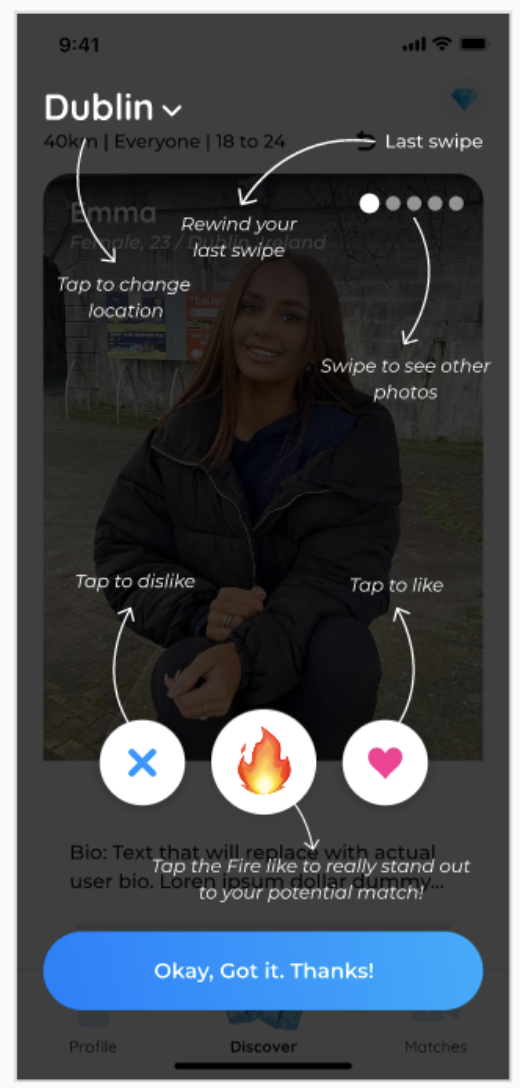 9:41
Dublin
40km | Everyone | 18 to 24
Last swipe
Emma
Rewind your
Female, 23 / Dublin, Ireland
last swipe
Tap to change
location
Swipe to see other
photos
Tap to dislike
Tap to like
Bio: Text that will replace with actual
Tap the Fire like to really stand out
user bio. Loren ipsum dollar dummy...
to your potential match!
Okay, Got it. Thanks!
Profile
Discover
Matches